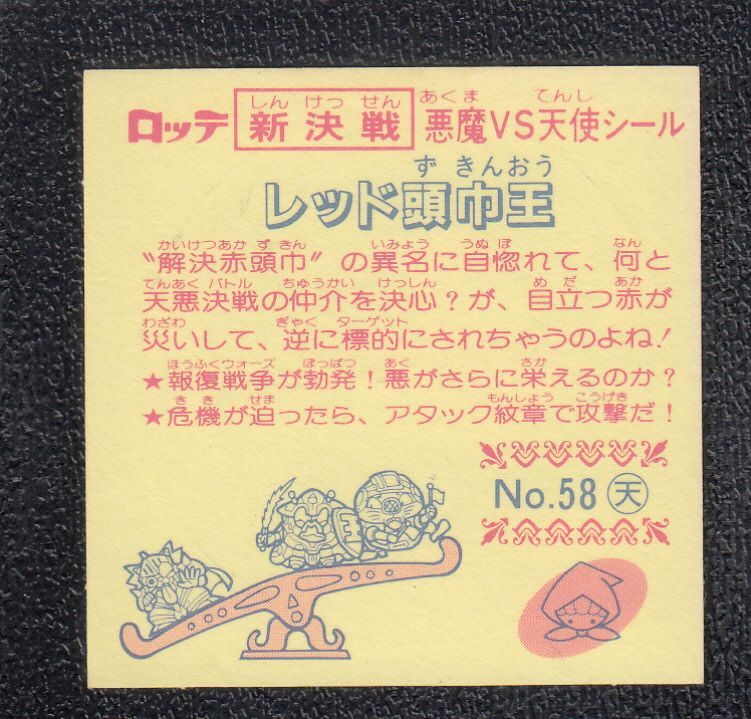 ロッテ 新決戦 悪魔VS天使シール
レッド頭巾王
“解決赤頭巾”の異名に自惚れて、何と
天悪決戦の仲介を決心?が、目立つ赤が
災いして、逆に標的にされちゃうのよね!
★報復戦争が勃発!悪がさらに栄えるのか?
★危機が迫ったら、アタック紋章で攻撃だ!
No.58 天